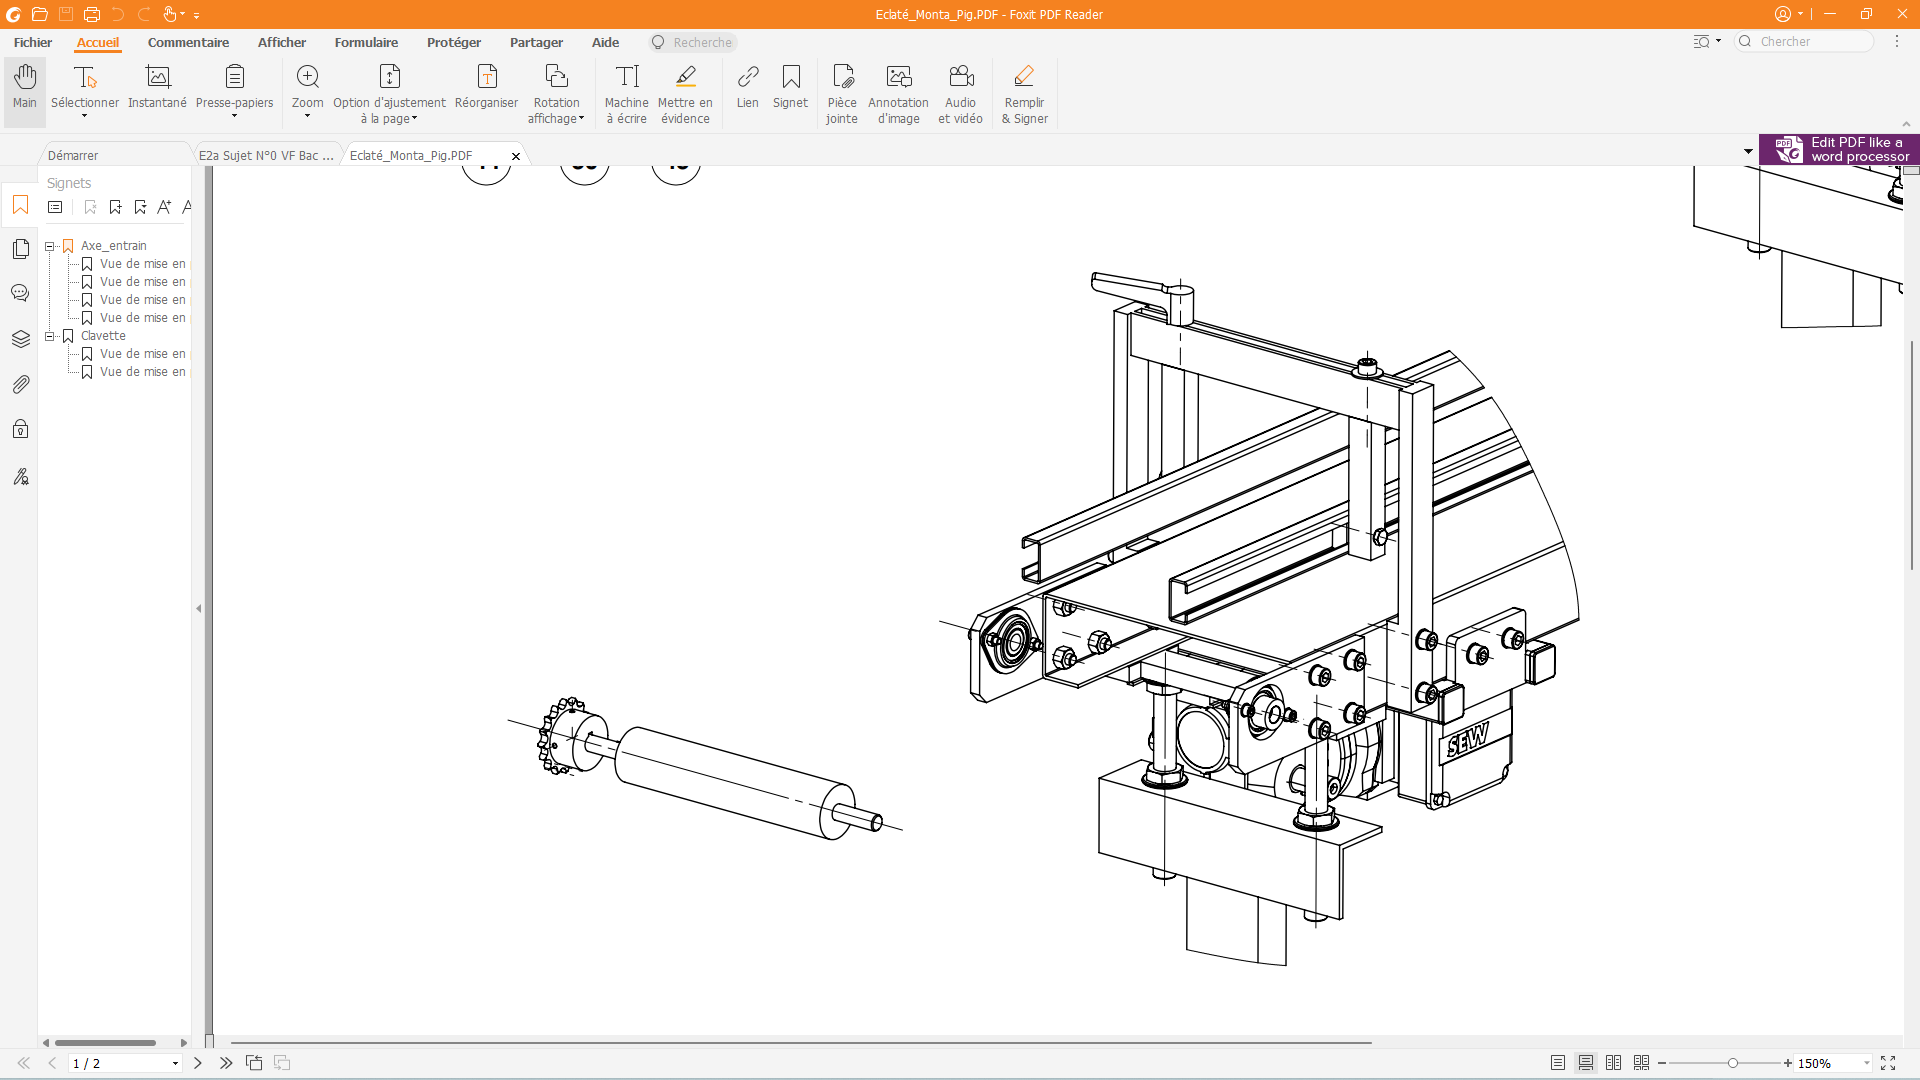 Eclaté_Monta_Pig.PDF - Foxit PDF Reader
Fichier Accueil Commentaire Afficher Formulaire Protéger Partager Aide Recherche Chercher
Main Sélectionner Instantané Presse-papiers Zoom Option d'ajustement à la page Réorganiser Rotation affichage Machine à écrire Mettre en évidence Lien Signet Pièce jointe Annotation d'image Audio et vidéo Remplir & Signer
Démarrer E2a Sujet N°0 VF Bac ... Eclaté_Monta_Pig.PDF
Edit PDF like a
word processor
Signets
Axe_entrain
Vue de mise en
Vue de mise en
Vue de mise en
Vue de mise en
Clavette
Vue de mise en
Vue de mise en
SEW
1 / 2
150%